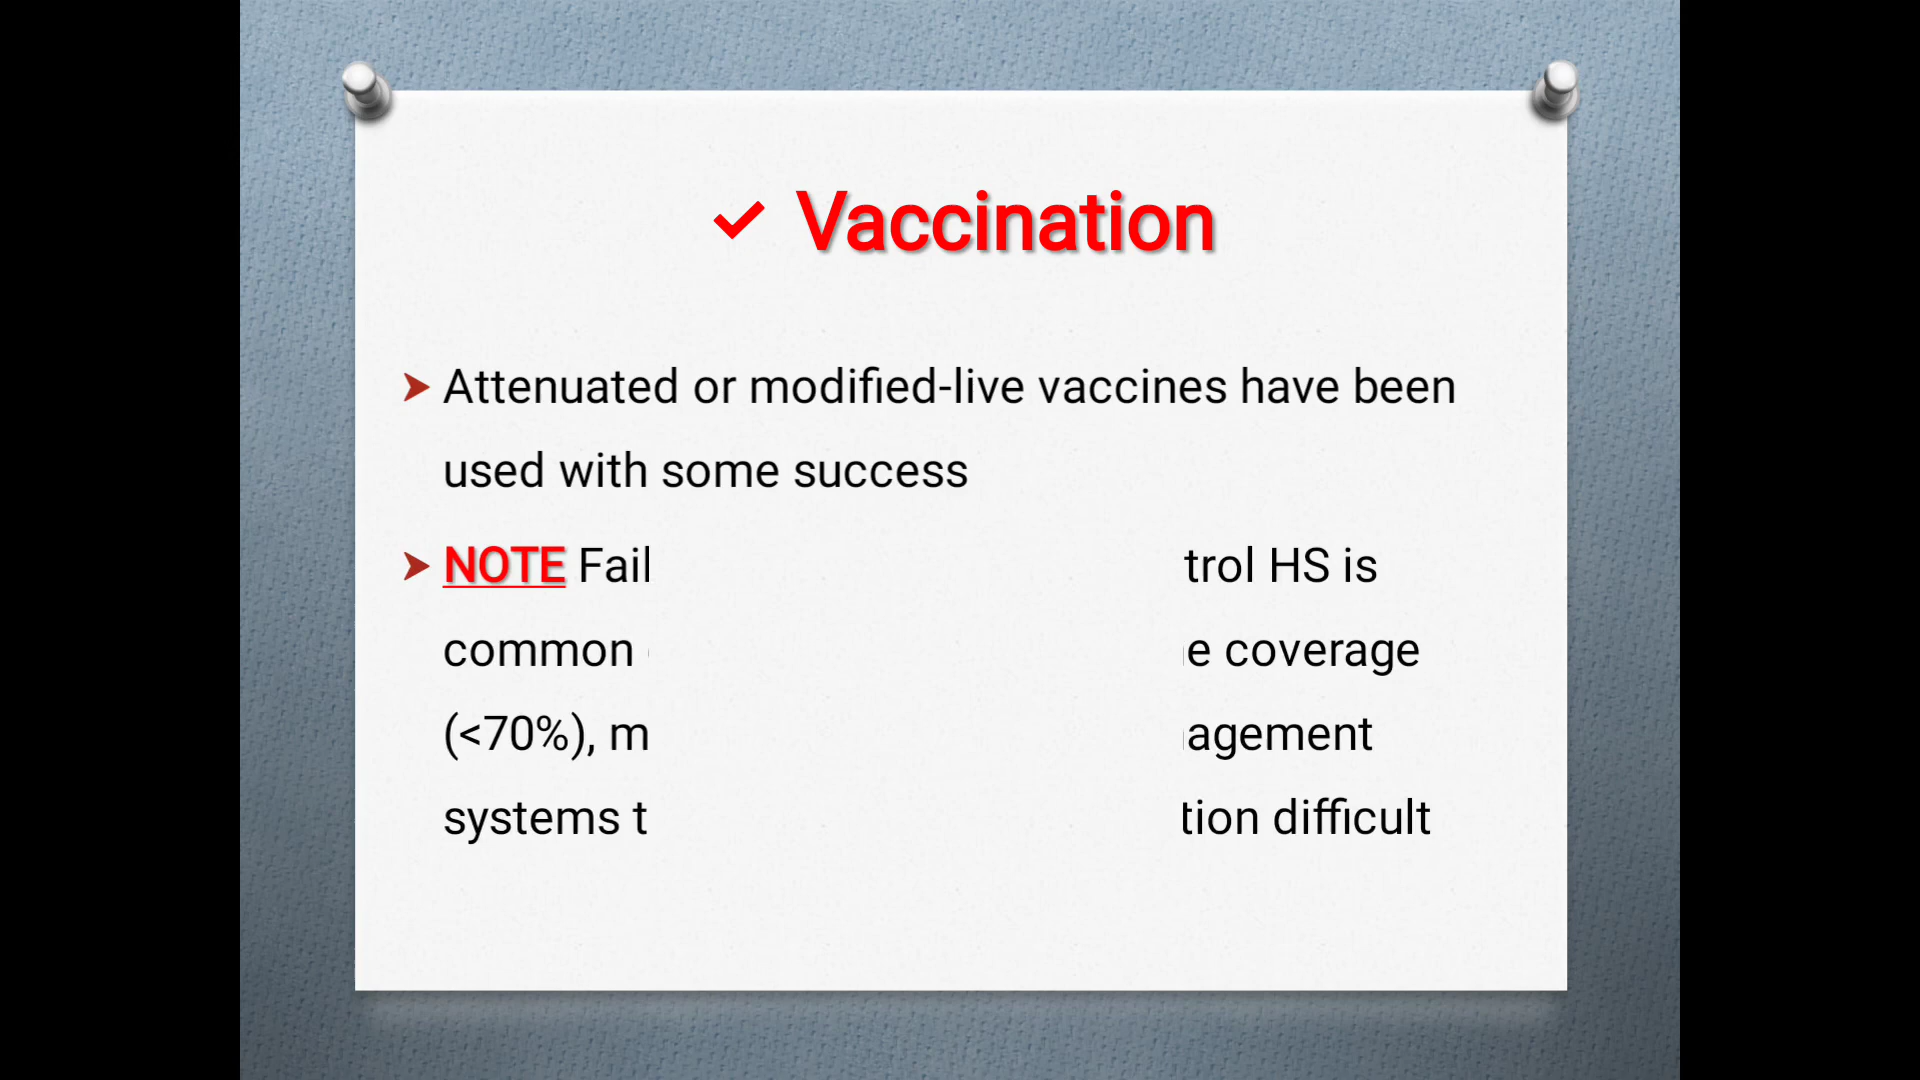 ✓ Vaccination
➤ Attenuated or modified-live vaccines have been
used with some success
➤ NOTE Fail trol HS is
common e coverage
(<70%), m agement
systems t tion difficult